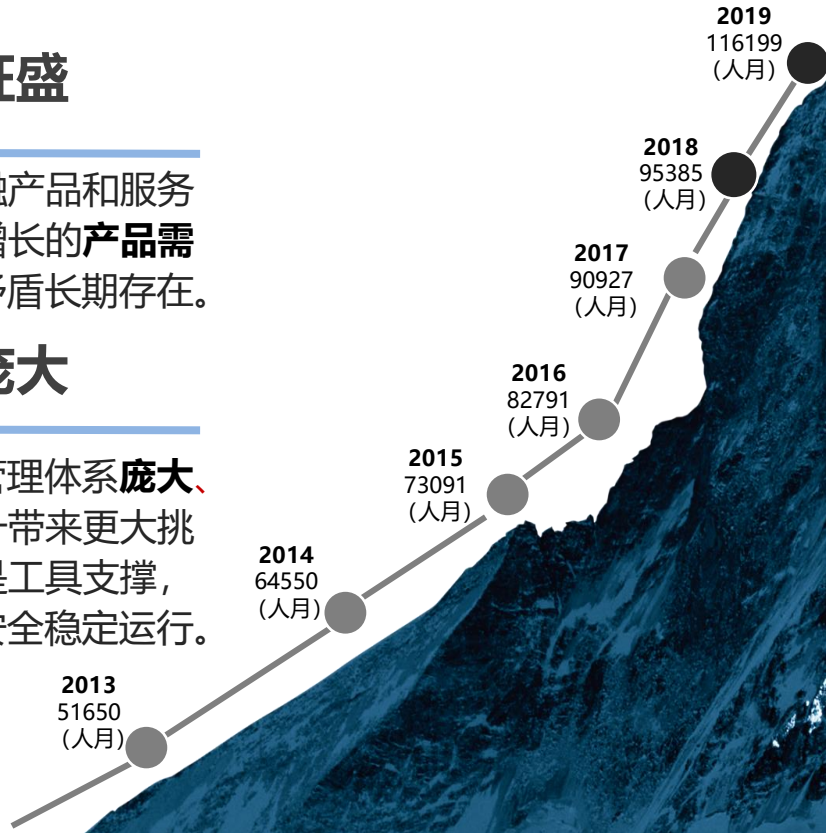 旺盛
融产品和服务
增长的产品需
矛盾长期存在。
庞大
管理体系庞大、
带来更大挑
是工具支撑，
安全稳定运行。
2019
116199
（人月）
2018
95385
（人月）
2017
90927
（人月）
2016
82791
（人月）
2015
73091
（人月）
2014
64550
（人月）
2013
51650
（人月）